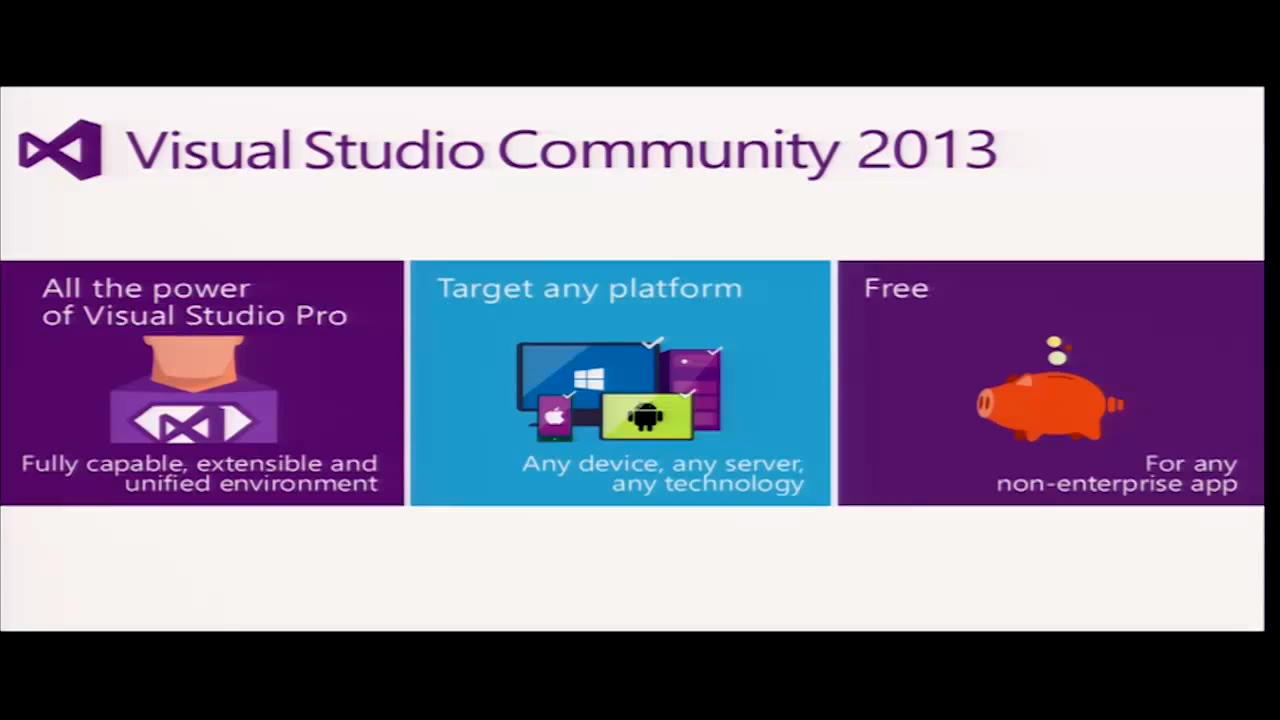 Visual Studio Community 2013
All the power
of Visual Studio Pro
Fully capable, extensible and
unified environment
Target any platform
Any device, any server,
any technology
Free
For any
non-enterprise app